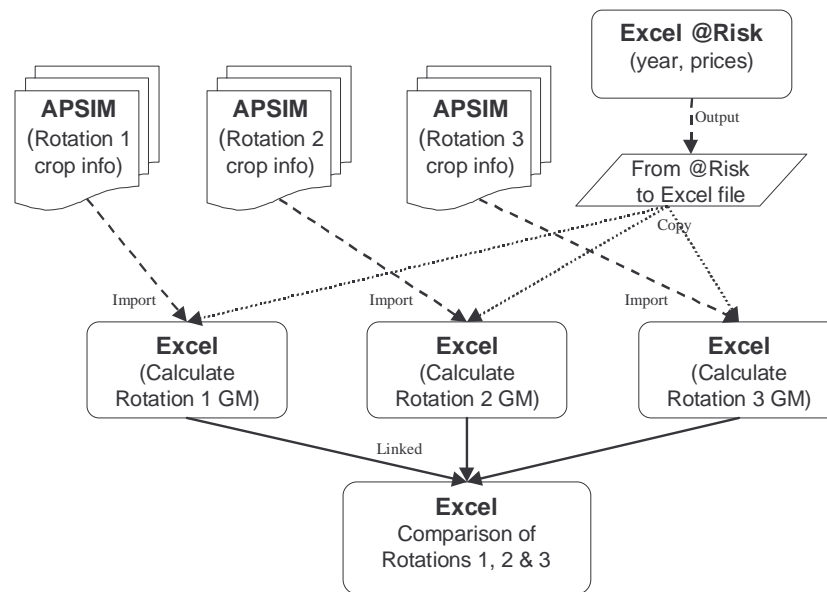 Excel @Risk
(year, prices)
APSIM
(Rotation 1
crop info)
APSIM
(Rotation 2
crop info)
APSIM
(Rotation 3
crop info)
Output
From @Risk
to Excel file
Copy
Import
Import
Import
Excel
(Calculate
Rotation 1 GM)
Excel
(Calculate
Rotation 2 GM)
Excel
(Calculate
Rotation 3 GM)
Linked
Excel
Comparison of
Rotations 1, 2 & 3